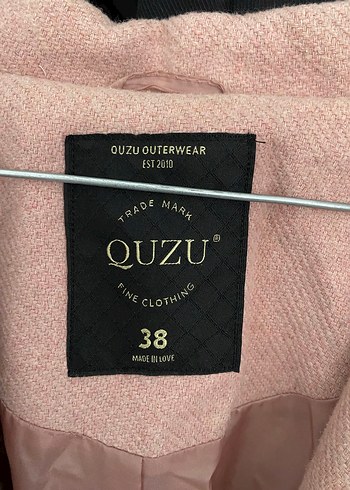 QUZU OUTERWEAR
EST 2010
TRADE MARK
QUZU®
FINE CLOTHING
38
MADE IN LOVE